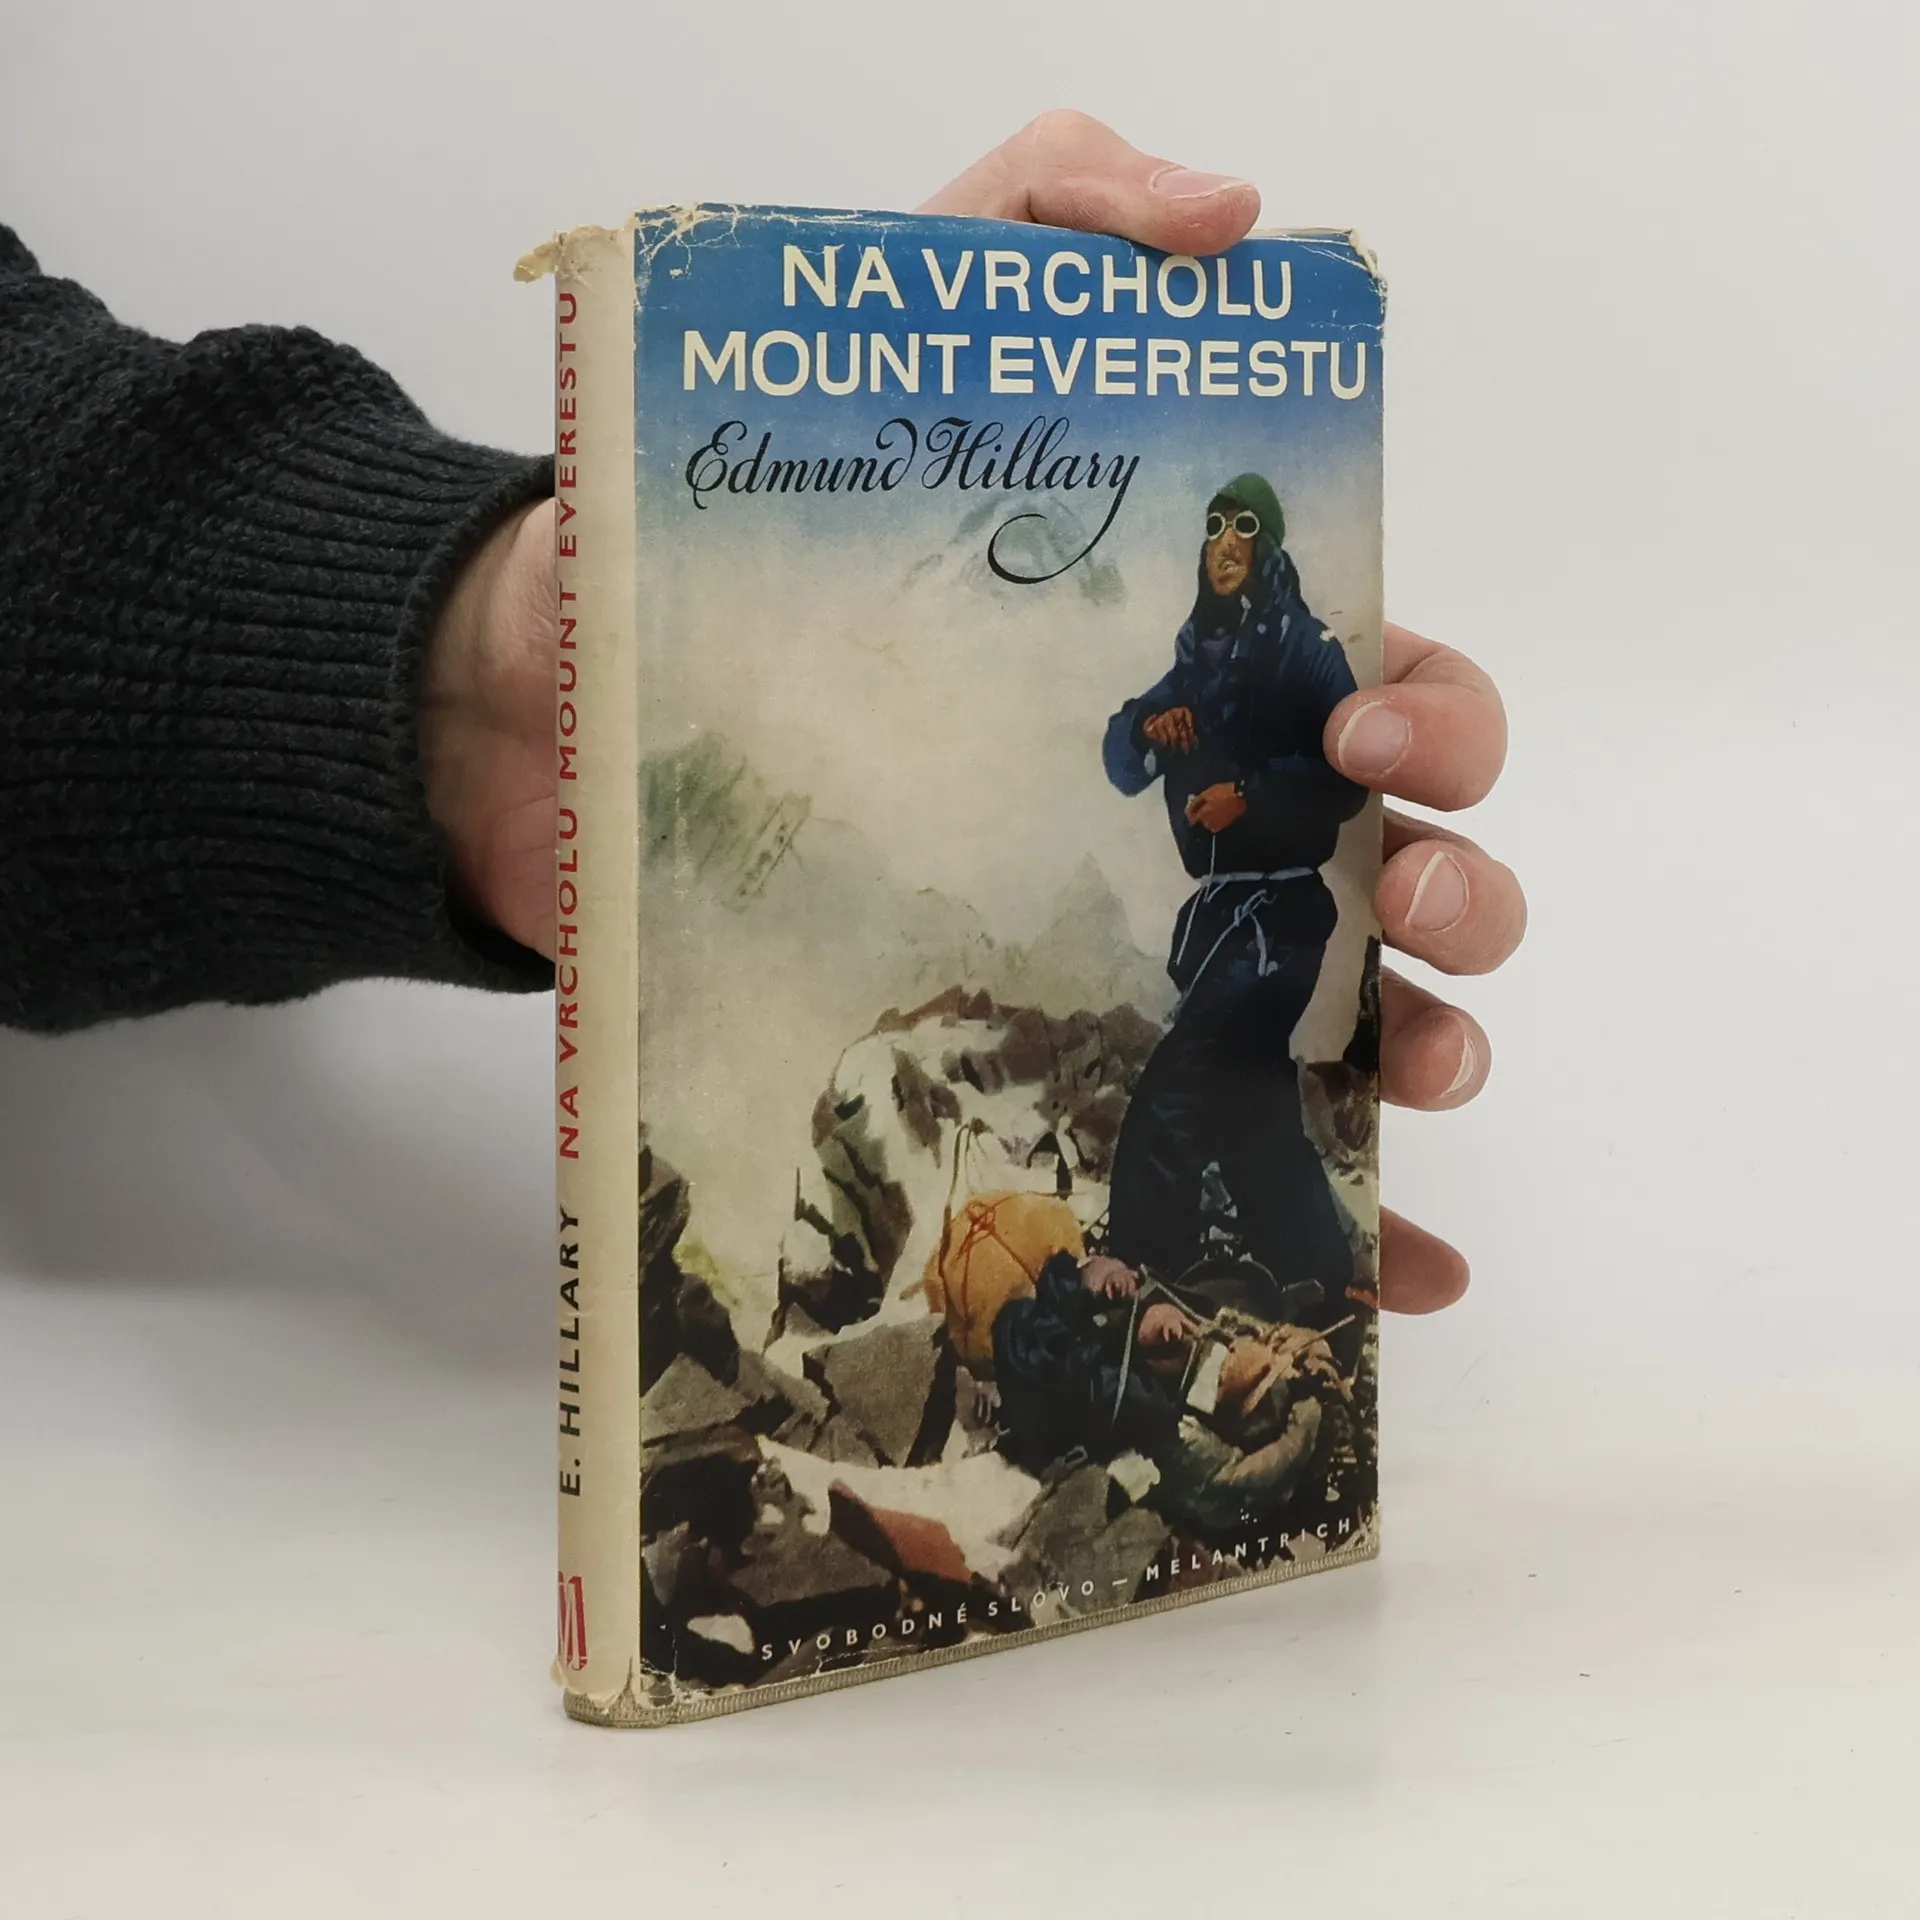 NA VRCHOLU
MOUNT EVERESTU
Edmund Hillary
SVOBODNÉ SLOVO — MELANTRICH
E. HILLARY NA VRCHOLU MOUNT EVERESTU
M